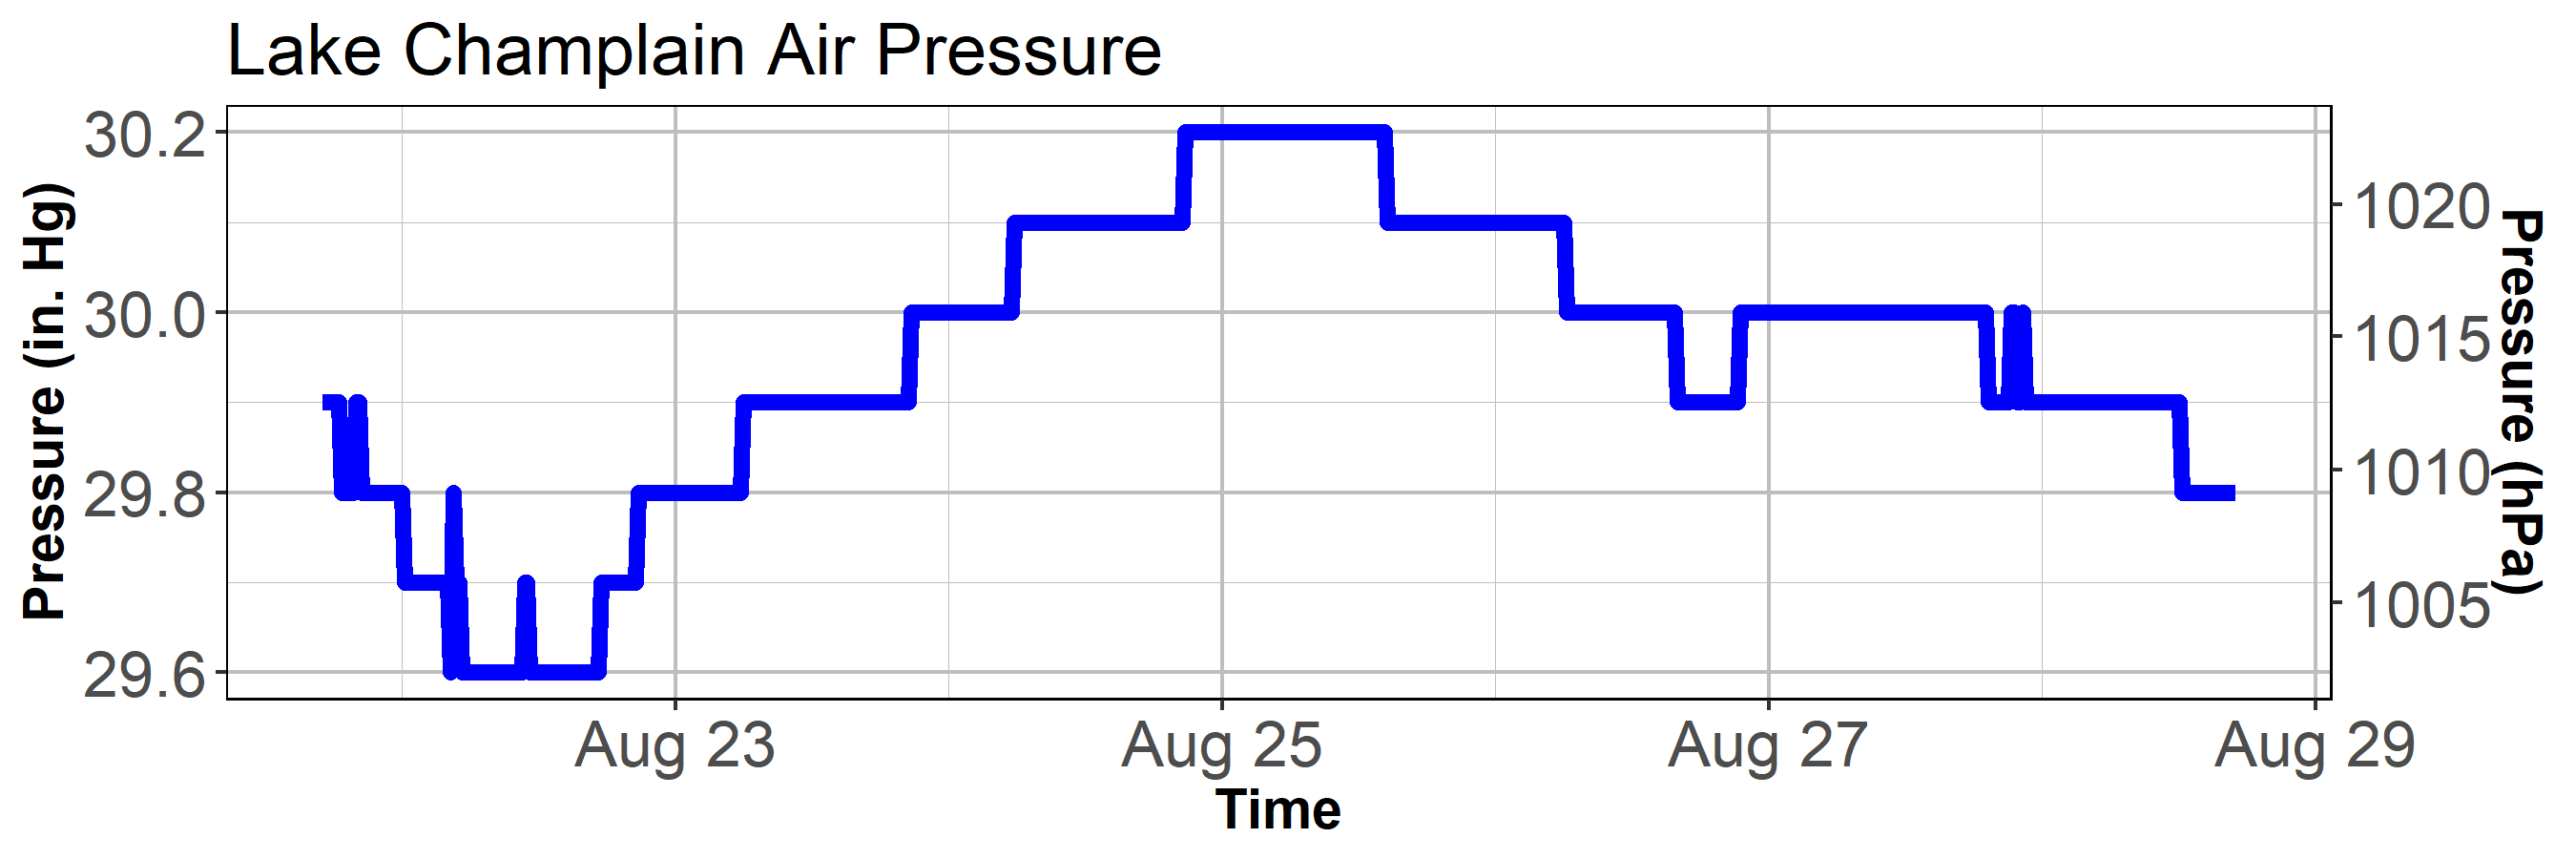 Lake Champlain Air Pressure
30.2
30.0
29.8
29.6
Pressure (in. Hg)
1020
1015
1010
1005
Pressure (hPa)
Aug 23 Aug 25 Aug 27 Aug 29
Time